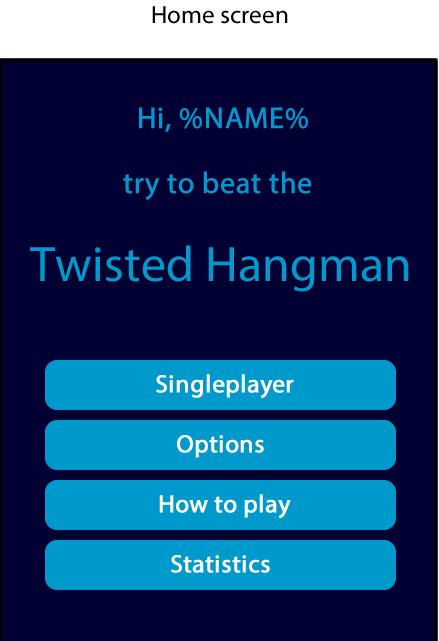 Home screen
Hi, %NAME%
try to beat the
Twisted Hangman
Singleplayer
Options
How to play
Statistics